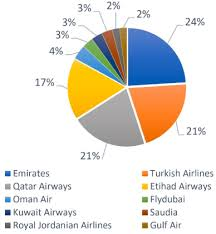 2%
3%
2%
3%
3%
4%
24%
17%
21%
21%
Emirates
Turkish Airlines
Qatar Airways
Etihad Airways
Oman Air
Flydubai
Kuwait Airways
Saudia
Royal Jordanian Airlines
Gulf Air